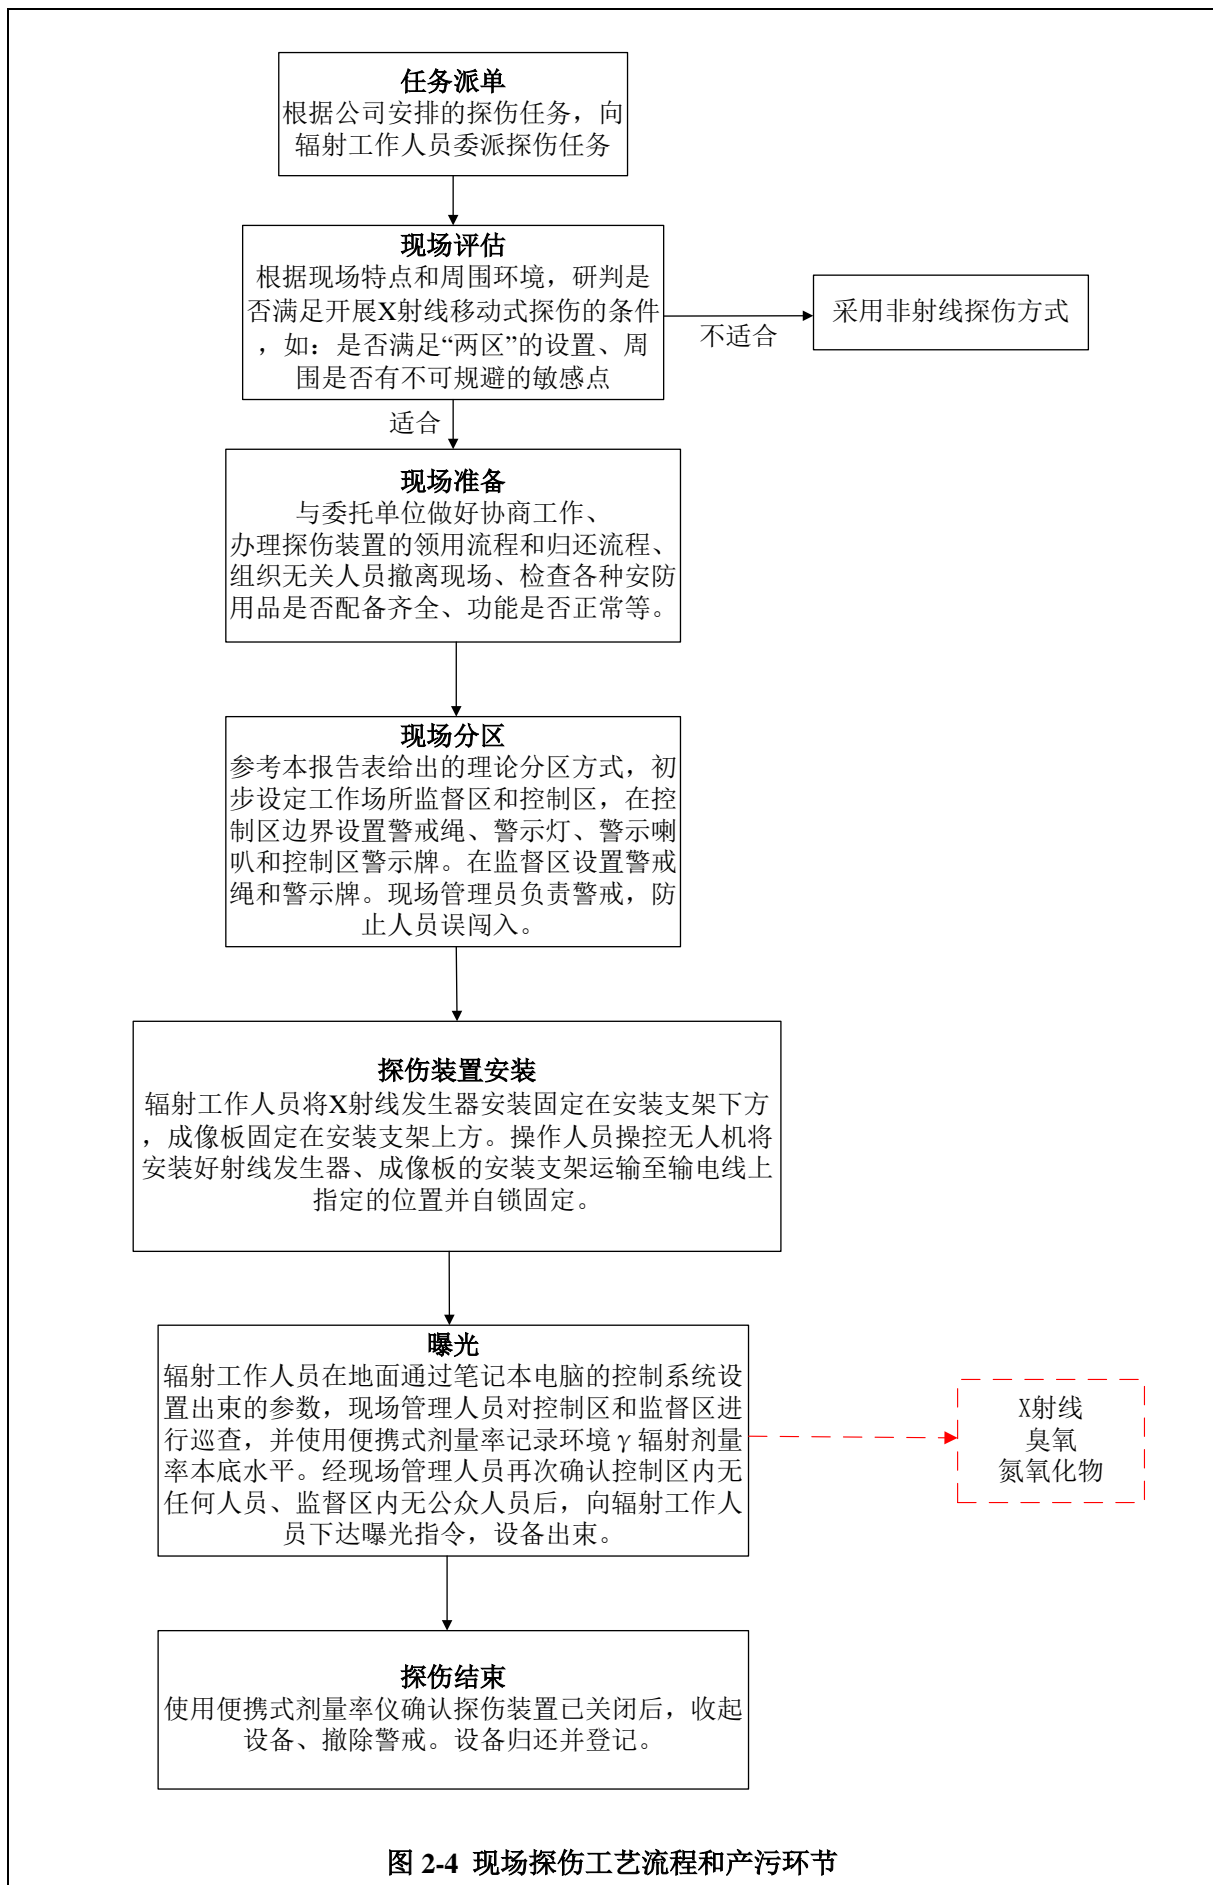 任务派单
根据公司安排的探伤任务，向
辐射工作人员委派探伤任务
现场评估
根据现场特点和周围环境，研判是
否满足开展X射线移动式探伤的条件
，如：是否满足“两区”的设置、周
围是否有不可规避的敏感点
不适合
采用非射线探伤方式
适合
现场准备
与委托单位做好协商工作、
办理探伤装置的领用流程和归还流程、
组织无关人员撤离现场、检查各种安防
用品是否配备齐全、功能是否正常等。
现场分区
参考本报告表给出的理论分区方式，初
步设定工作场所监督区和控制区，在控
制区边界设置警戒绳、警示灯、警示喇
叭和控制区警示牌。在监督区设置警戒
绳和警示牌。现场管理员负责警戒，防
止人员误闯入。
探伤装置安装
辐射工作人员将X射线发生器安装固定在安装支架下方
，成像板固定在安装支架上方。操作人员操控无人机将
安装好射线发生器、成像板的安装支架运输至输电线上
指定的位置并自锁固定。
曝光
辐射工作人员在地面通过笔记本电脑的控制系统设
置出束的参数，现场管理人员对控制区和监督区进
行巡查，并使用便携式剂量率记录环境γ辐射剂量
率本底水平。经现场管理人员再次确认控制区内无
任何人员、监督区内无公众人员后，向辐射工作人
员下达曝光指令，设备出束。
X射线
臭氧
氮氧化物
探伤结束
使用便携式剂量率仪确认探伤装置已关闭后，收起
设备、撤除警戒。设备归还并登记。
图 2-4 现场探伤工艺流程和产污环节